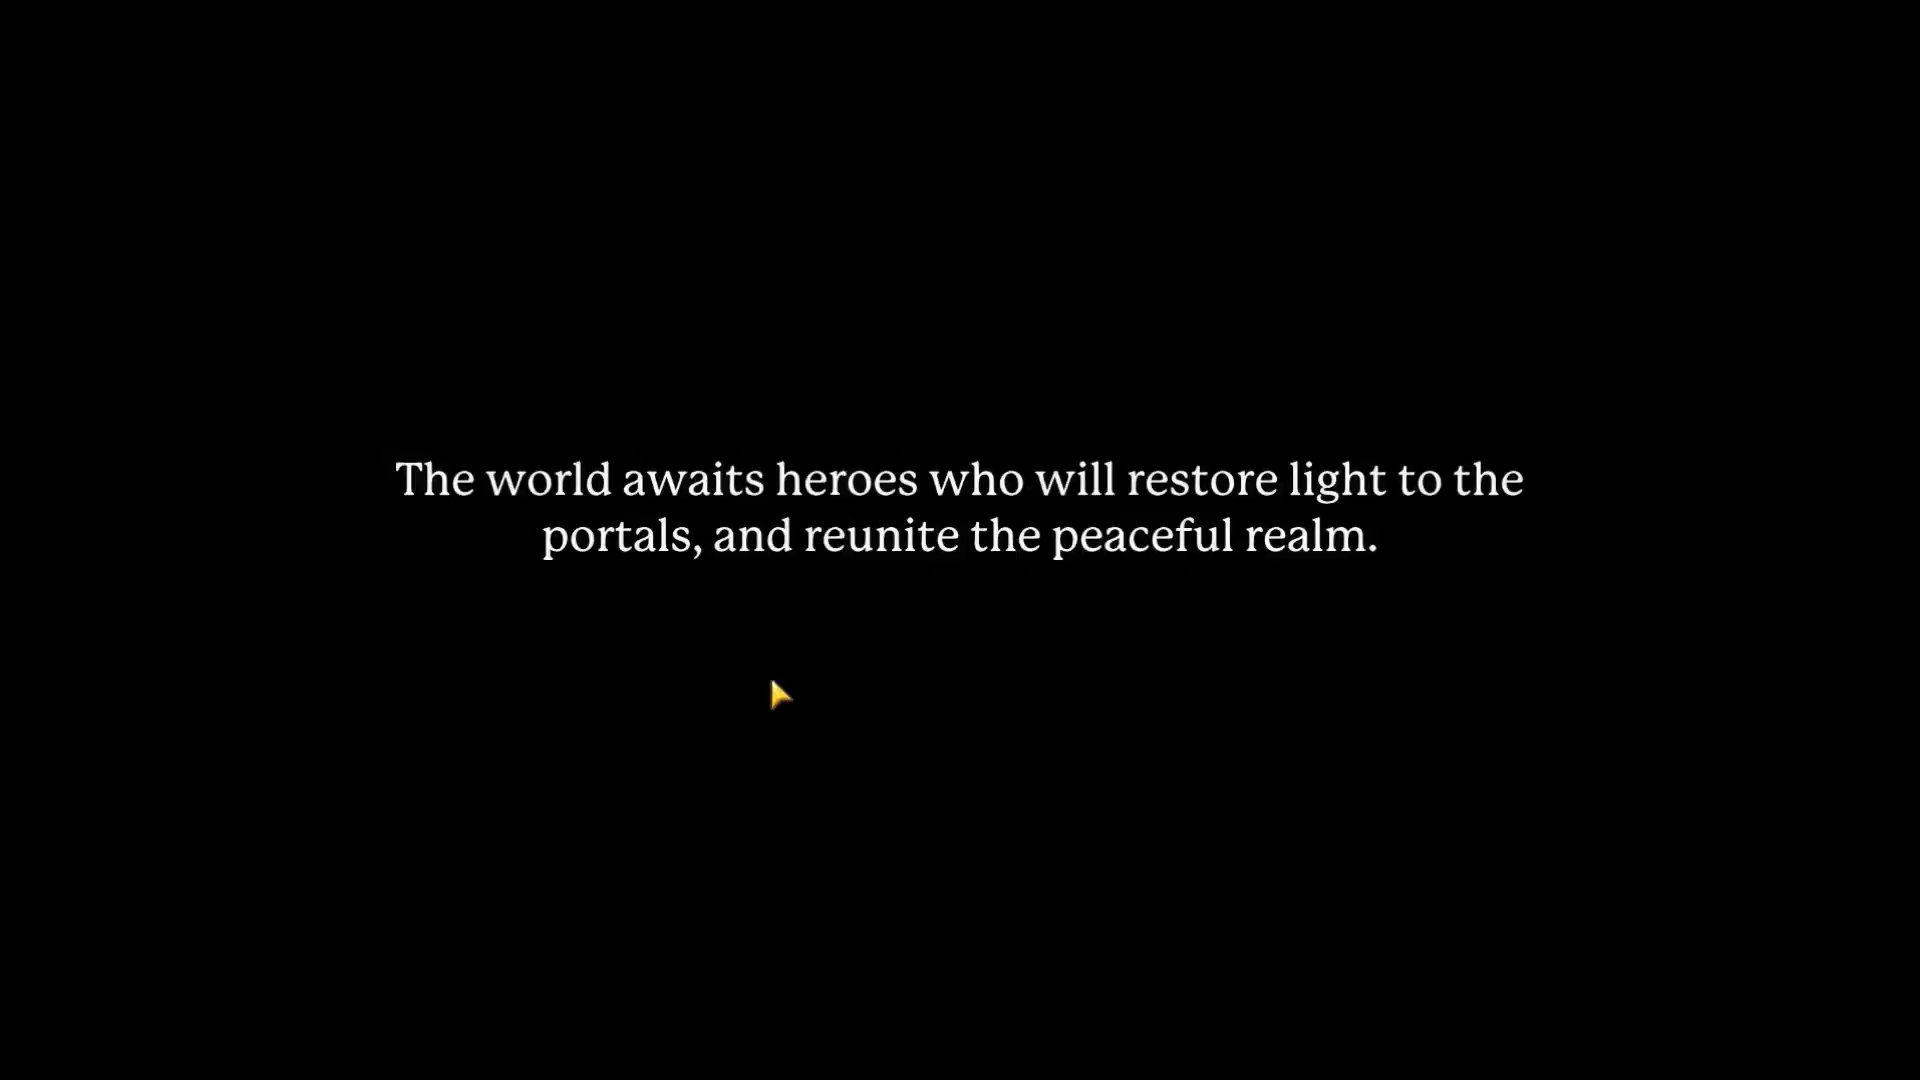 The world awaits heroes who will restore light to the
portals, and reunite the peaceful realm.